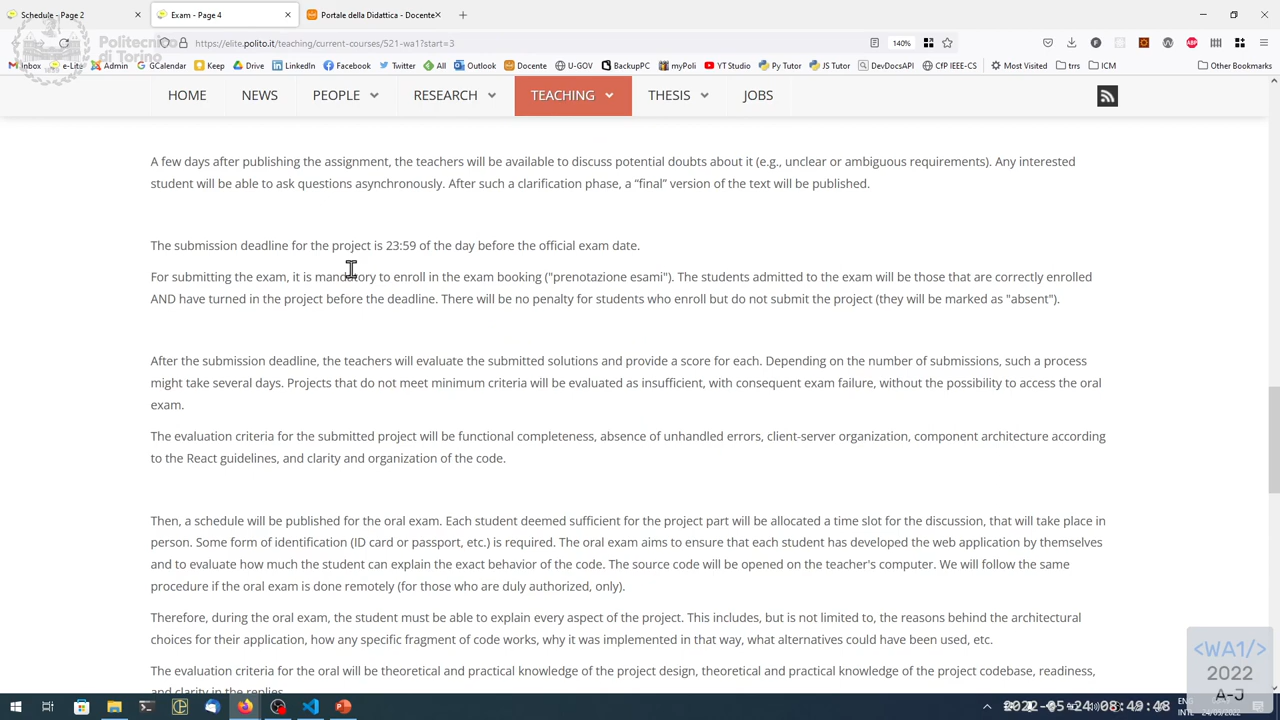 Schedule - Page 2
Exam - Page 4
Portale della Didattica - Docente
Politecnico
di Torino
https://elite.polito.it/teaching/current-courses/521-wa1?start=3
140%
Inbox
e-Lite
Admin
GCalendar
Keep
Drive
LinkedIn
Facebook
Twitter
All
Outlook
Docente
U-GOV
BackupPC
myPoli
YT Studio
Py Tutor
JS Tutor
DevDocsAPI
CfP IEEE-CS
Most Visited
trrs
ICM
Other Bookmarks
HOME
NEWS
PEOPLE
RESEARCH
TEACHING
THESIS
JOBS
A few days after publishing the assignment, the teachers will be available to discuss potential doubts about it (e.g., unclear or ambiguous requirements). Any interested
student will be able to ask questions asynchronously. After such a clarification phase, a “final” version of the text will be published.
The submission deadline for the project is 23:59 of the day before the official exam date.
For submitting the exam, it is mandatory to enroll in the exam booking ("prenotazione esami"). The students admitted to the exam will be those that are correctly enrolled
AND have turned in the project before the deadline. There will be no penalty for students who enroll but do not submit the project (they will be marked as "absent").
After the submission deadline, the teachers will evaluate the submitted solutions and provide a score for each. Depending on the number of submissions, such a process
might take several days. Projects that do not meet minimum criteria will be evaluated as insufficient, with consequent exam failure, without the possibility to access the oral
exam.
The evaluation criteria for the submitted project will be functional completeness, absence of unhandled errors, client-server organization, component architecture according
to the React guidelines, and clarity and organization of the code.
Then, a schedule will be published for the oral exam. Each student deemed sufficient for the project part will be allocated a time slot for the discussion, that will take place in
person. Some form of identification (ID card or passport, etc.) is required. The oral exam aims to ensure that each student has developed the web application by themselves
and to evaluate how much the student can explain the exact behavior of the code. The source code will be opened on the teacher's computer. We will follow the same
procedure if the oral exam is done remotely (for those who are duly authorized, only).
Therefore, during the oral exam, the student must be able to explain every aspect of the project. This includes, but is not limited to, the reasons behind the architectural
choices for their application, how any specific fragment of code works, why it was implemented in that way, what alternatives could have been used, etc.
The evaluation criteria for the oral will be theoretical and practical knowledge of the project design, theoretical and practical knowledge of the project codebase, readiness,
and clarity in the replies.
<WA1/>
2022
A-J
2022-05-24 08:49:48
ENG
INTL
24/05/2022